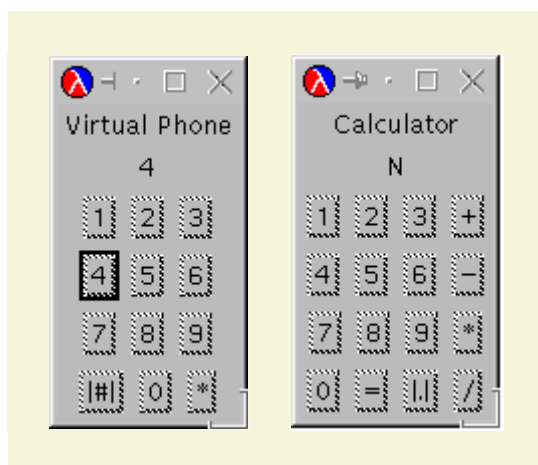 Virtual Phone
4
1 2 3
4 5 6
7 8 9
|#| 0 *
Calculator
N
1 2 3 +
4 5 6 -
7 8 9 *
0 = |.| /